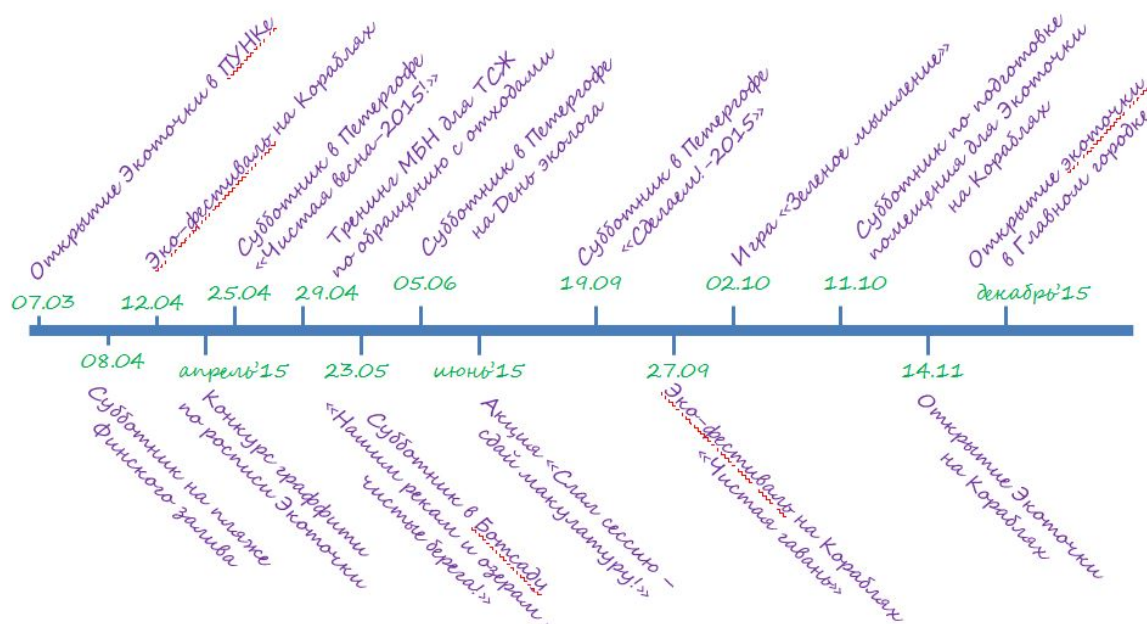 Открытие Экоточки в ПУНКе
07.03
Эко-фестиваль на Кораблях
12.04
Субботник в Петергофе
«Чистая весна-2015!»
25.04
Тренинг МБН для ТСЖ
по обращению с отходами
29.04
Субботник в Петергофе
на День эколога
05.06
Субботник в Петергофе
«Сделаем!-2015»
19.09
Игра «Зеленое мышление»
02.10
Субботник по подготовке
помещения для Экоточки
на Кораблях
11.10
Открытие экоточки
в Главном городке
декабрь'15
08.04
Субботник на пляже
Финского залива
апрель'15
Конкурс граффити
по росписи Экоточки
23.05
Субботник в Ботсаду
«Нашим рекам и озерам -
чистые берега!»
июнь'15
Акция «Сдал сессию -
сдай макулатуру!»
27.09
Эко-фестиваль на Кораблях
«Чистая гавань»
14.11
Открытие Экоточки
на Кораблях